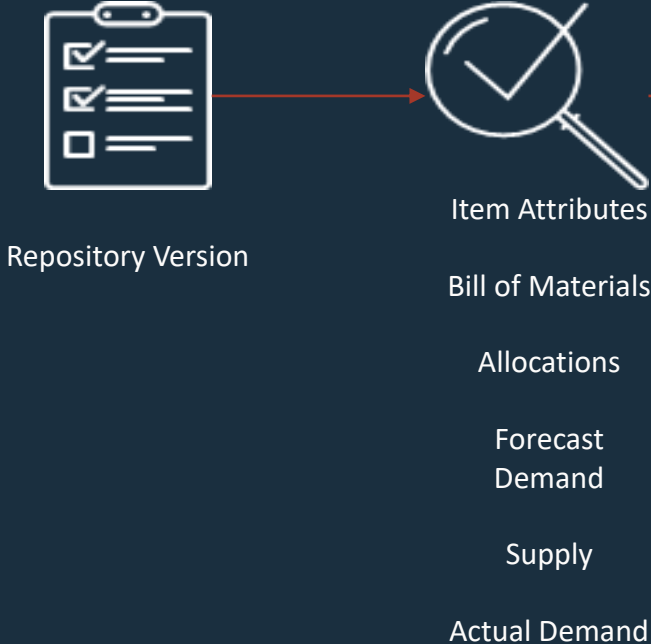 Repository Version
Item Attributes
Bill of Materials
Allocations
Forecast
Demand
Supply
Actual Demand